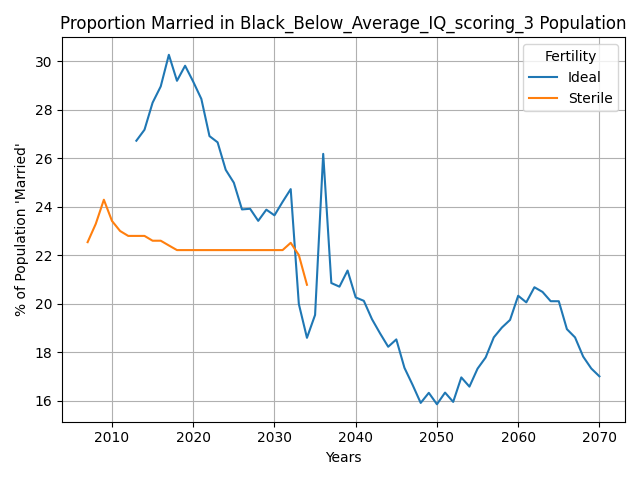 Proportion Married in Black_Below_Average_IQ_scoring_3 Population
% of Population 'Married'
30
28
26
24
22
20
18
16
Fertility
Ideal
Sterile
2010 2020 2030 2040 2050 2060 2070
Years